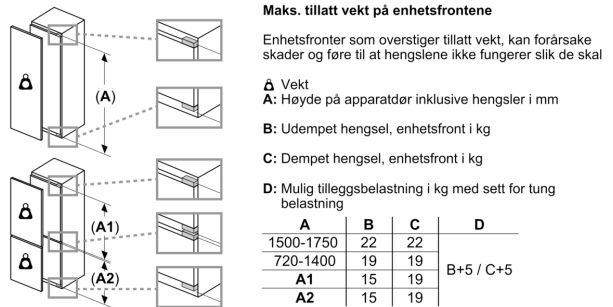 Maks. tillatt vekt på enhetsfrontene
Enhetsfronter som overstiger tillatt vekt, kan forårsake
skader og føre til at hengslene ikke fungerer slik de skal
Vekt
A: Høyde på apparatdør inklusive hengsler i mm
B: Udempet hengsel, enhetsfront i kg
C: Dempet hengsel, enhetsfront i kg
D: Mulig tilleggsbelastning i kg med sett for tung
belastning
A B C D
1500-1750 22 22
720-1400 19 19
B+5 / C+5
A1 15 19
A2 15 19
(A)
(A1)
(A2)